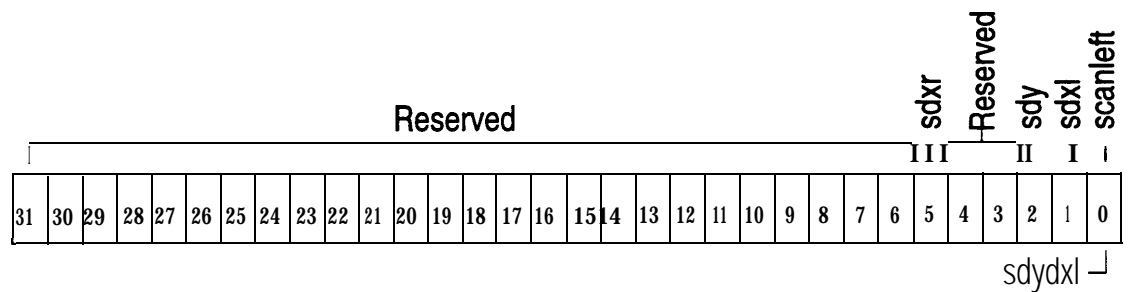 Reserved sdxr Reserved sdy sdxl scanleft
31 30 29 28 27 26 25 24 23 22 21 20 19 18 17 16 15 14 13 12 11 10 9 8 7 6 5 4 3 2 1 0
sdydxl